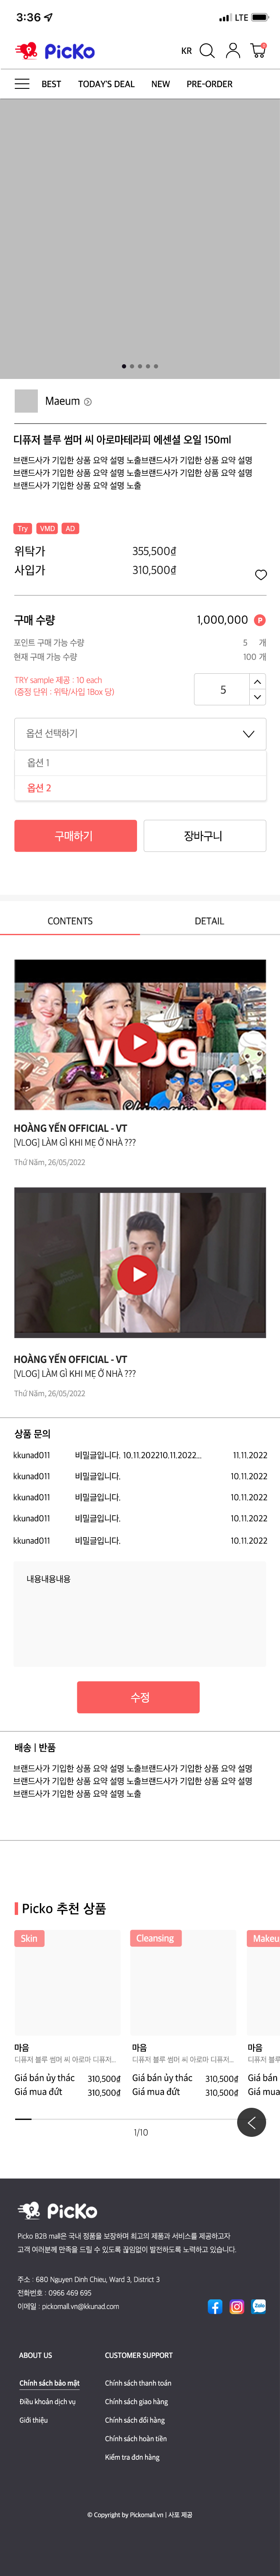 3:36 LTE
PicKo KR
BEST TODAY'S DEAL NEW PRE-ORDER
Maeum
디퓨저 블루 썸머 씨 아로마테라피 에센셜 오일 150ml
브랜드사가 기입한 상품 요약 설명 노출브랜드사가 기입한 상품 요약 설명
브랜드사가 기입한 상품 요약 설명 노출브랜드사가 기입한 상품 요약 설명
브랜드사가 기입한 상품 요약 설명 노출
Try VMD AD
위탁가 355,500₫
사입가 310,500₫
구매 수량 1,000,000 P
포인트 구매 가능 수량 5 개
현재 구매 가능 수량 100 개
TRY sample 제공 : 10 each
(증정 단위 : 위탁/사입 1Box 당)
5
옵션 선택하기
옵션 1
옵션 2
구매하기 장바구니
CONTENTS DETAIL
VLOG
HOÀNG YẾN OFFICIAL - VT
[VLOG] LÀM GÌ KHI MẸ Ở NHÀ ???
Thứ Năm, 26/05/2022
HOÀNG YẾN OFFICIAL - VT
[VLOG] LÀM GÌ KHI MẸ Ở NHÀ ???
Thứ Năm, 26/05/2022
상품 문의
kkunad011 비밀글입니다. 10.11.202210.11.2022... 11.11.2022
kkunad011 비밀글입니다. 10.11.2022
kkunad011 비밀글입니다. 10.11.2022
kkunad011 비밀글입니다. 10.11.2022
kkunad011 비밀글입니다. 10.11.2022
내용내용내용
수정
배송 | 반품
브랜드사가 기입한 상품 요약 설명 노출브랜드사가 기입한 상품 요약 설명
브랜드사가 기입한 상품 요약 설명 노출브랜드사가 기입한 상품 요약 설명
브랜드사가 기입한 상품 요약 설명 노출
Picko 추천 상품
Skin Cleansing Makeu
마음 마음 마음
디퓨저 블루 썸머 씨 아로마 디퓨저... 디퓨저 블루 썸머 씨 아로마 디퓨저... 디퓨저 블루
Giá bán ủy thác 310,500₫ Giá bán ủy thác 310,500₫ Giá bán
Giá mua đứt 310,500₫ Giá mua đứt 310,500₫ Giá mua
1/10
PicKo
Picko B2B mall은 국내 정품을 보장하며 최고의 제품과 서비스를 제공하고자
고객 여러분께 만족을 드릴 수 있도록 끊임없이 발전하도록 노력하고 있습니다.
주소 : 680 Nguyen Dinh Chieu, Ward 3, District 3
전화번호 : 0966 469 695
이메일 : pickomall.vn@kkunad.com
Zalo
ABOUT US CUSTOMER SUPPORT
Chính sách bảo mật Chính sách thanh toán
Điều khoản dịch vụ Chính sách giao hàng
Giới thiệu Chính sách đổi hàng
Chính sách hoàn tiền
Kiểm tra đơn hàng
© Copyright by Pickomall.vn | 사포 제공